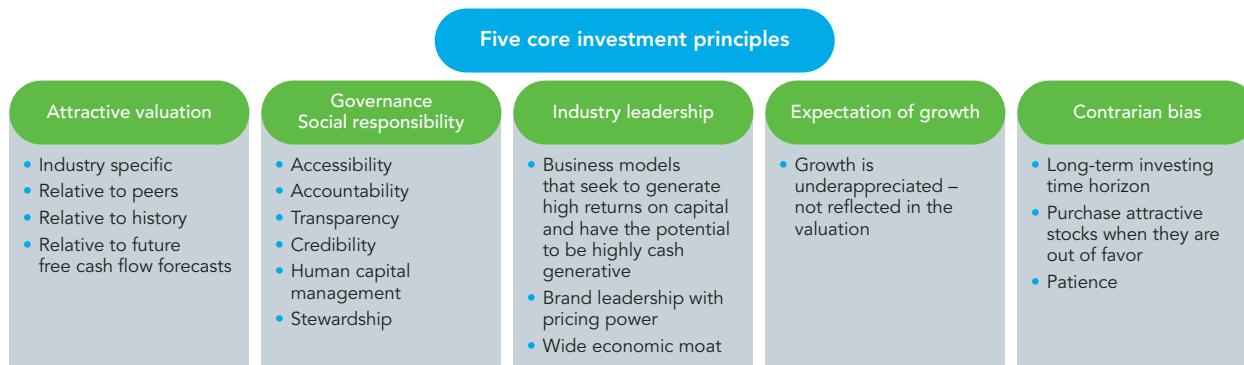 Five core investment principles
Attractive valuation
• Industry specific
• Relative to peers
• Relative to history
• Relative to future
free cash flow forecasts
Governance
Social responsibility
• Accessibility
• Accountability
• Transparency
• Credibility
• Human capital
management
• Stewardship
Industry leadership
• Business models
that seek to generate
high returns on capital
and have the potential
to be highly cash
generative
• Brand leadership with
pricing power
• Wide economic moat
Expectation of growth
• Growth is
underappreciated –
not reflected in the
valuation
Contrarian bias
• Long-term investing
time horizon
• Purchase attractive
stocks when they are
out of favor
• Patience